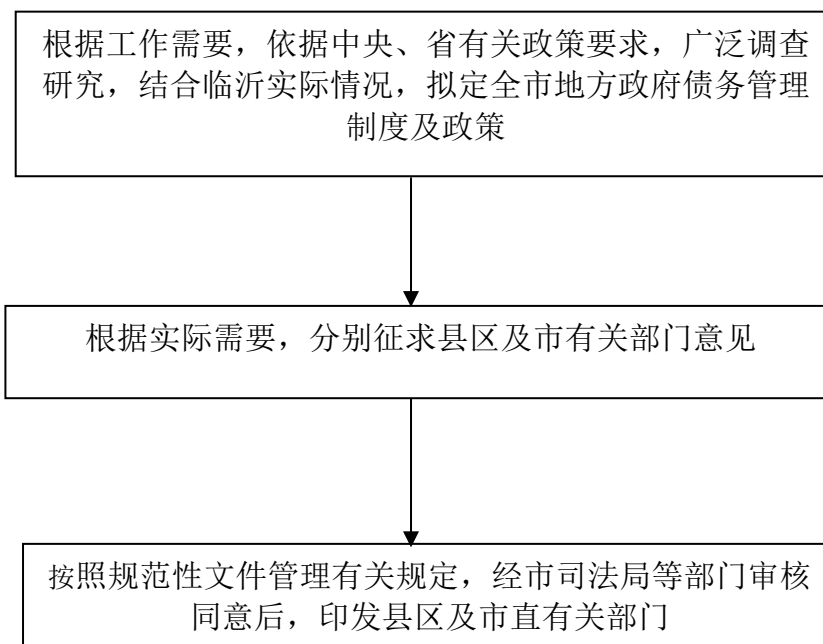 根据工作需要，依据中央、省有关政策要求，广泛调查
研究，结合临沂实际情况，拟定全市地方政府债务管理
制度及政策
根据实际需要，分别征求县区及市有关部门意见
按照规范性文件管理有关规定，经市司法局等部门审核
同意后，印发县区及市直有关部门